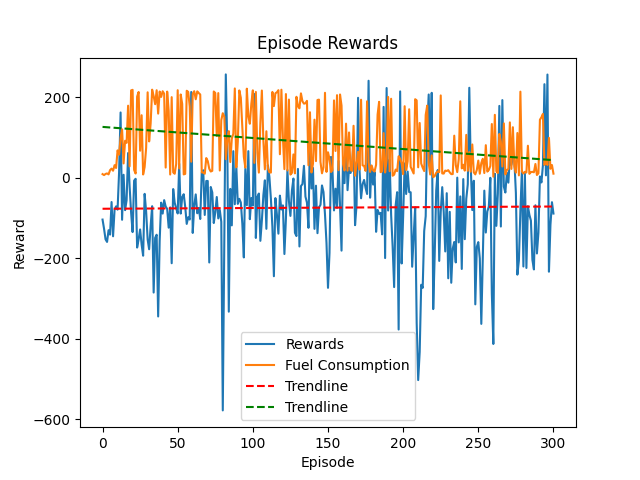 Episode Rewards
Reward
200
0
−200
−400
−600
Rewards
Fuel Consumption
Trendline
Trendline
0
50
100
150
200
250
300
Episode